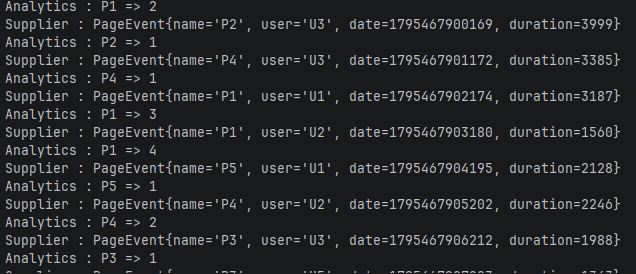 Analytics : P1 => 2
Supplier : PageEvent{name='P2', user='U3', date=1795467900169, duration=3999}
Analytics : P2 => 1
Supplier : PageEvent{name='P4', user='U3', date=1795467901172, duration=3385}
Analytics : P4 => 1
Supplier : PageEvent{name='P1', user='U1', date=1795467902174, duration=3187}
Analytics : P1 => 3
Supplier : PageEvent{name='P1', user='U2', date=1795467903180, duration=1560}
Analytics : P1 => 4
Supplier : PageEvent{name='P5', user='U1', date=1795467904195, duration=2128}
Analytics : P5 => 1
Supplier : PageEvent{name='P4', user='U2', date=1795467905202, duration=2246}
Analytics : P4 => 2
Supplier : PageEvent{name='P3', user='U3', date=1795467906212, duration=1988}
Analytics : P3 => 1